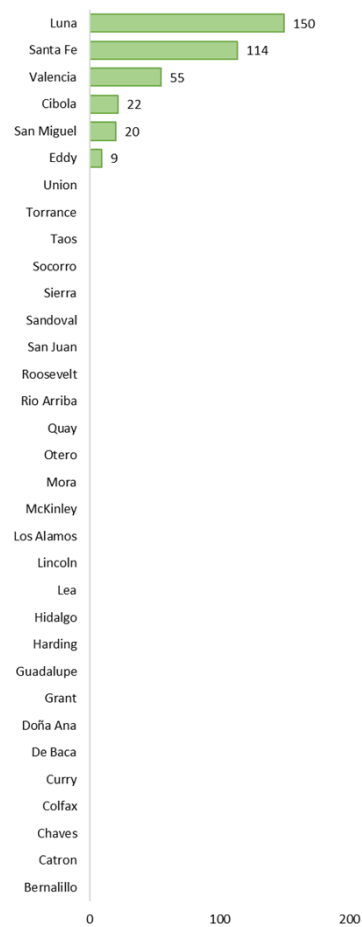 Luna 150
Santa Fe 114
Valencia 55
Cibola 22
San Miguel 20
Eddy 9
Union
Torrance
Taos
Socorro
Sierra
Sandoval
San Juan
Roosevelt
Rio Arriba
Quay
Otero
Mora
McKinley
Los Alamos
Lincoln
Lea
Hidalgo
Harding
Guadalupe
Grant
Doña Ana
De Baca
Curry
Colfax
Chaves
Catron
Bernalillo
0 100 200